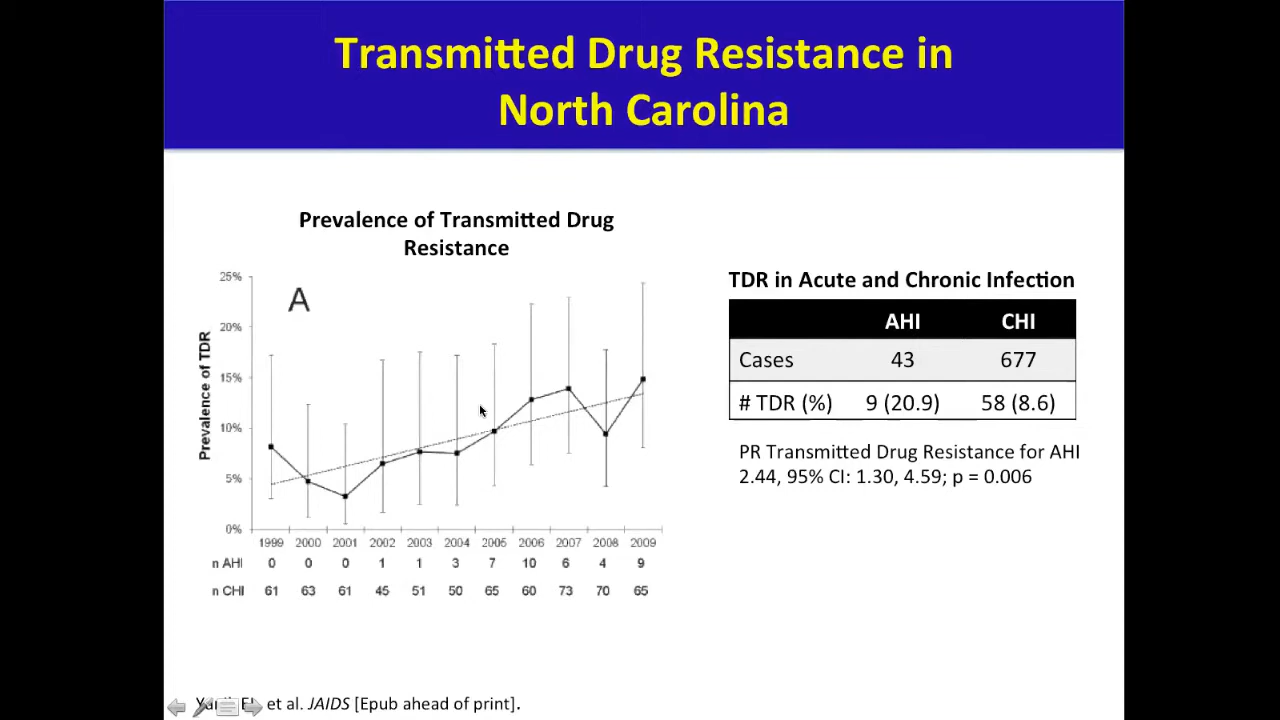 Transmitted Drug Resistance in
North Carolina
Prevalence of Transmitted Drug
Resistance
A
Prevalence of TDR
25%
20%
15%
10%
5%
0%
1999 2000 2001 2002 2003 2004 2005 2006 2007 2008 2009
n AHI 0 0 0 1 1 3 7 10 6 4 9
n CHI 61 63 61 45 51 50 65 60 73 70 65
TDR in Acute and Chronic Infection
AHI CHI
Cases 43 677
# TDR (%) 9 (20.9) 58 (8.6)
PR Transmitted Drug Resistance for AHI
2.44, 95% CI: 1.30, 4.59; p = 0.006
et al. JAIDS [Epub ahead of print].